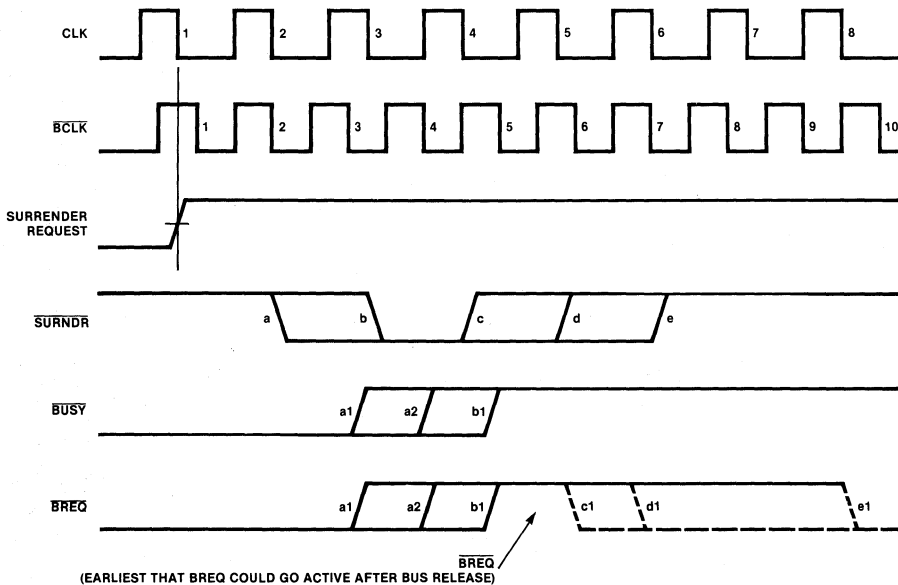 CLK 1 2 3 4 5 6 7 8
BCLK 1 2 3 4 5 6 7 8 9 10
SURRENDER
REQUEST
SURNDR a b c d e
BUSY a1 a2 b1
BREQ a1 a2 b1 c1 d1 e1
BREQ
(EARLIEST THAT BREQ COULD GO ACTIVE AFTER BUS RELEASE)